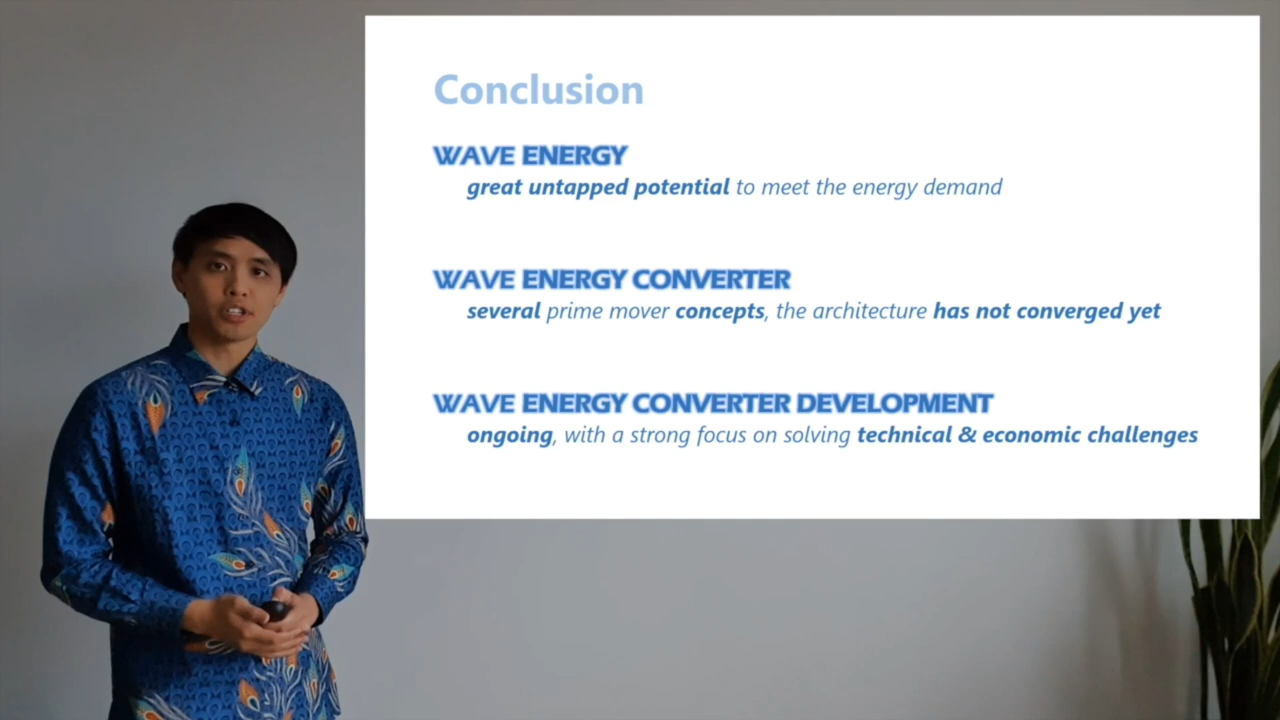 Conclusion
WAVE ENERGY
great untapped potential to meet the energy demand
WAVE ENERGY CONVERTER
several prime mover concepts, the architecture has not converged yet
WAVE ENERGY CONVERTER DEVELOPMENT
ongoing, with a strong focus on solving technical & economic challenges